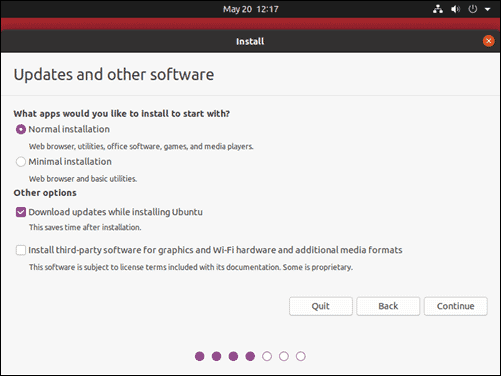 May 20 12:17
Install
Updates and other software
What apps would you like to install to start with?
Normal installation
Web browser, utilities, office software, games, and media players.
Minimal installation
Web browser and basic utilities.
Other options
Download updates while installing Ubuntu
This saves time after installation.
Install third-party software for graphics and Wi-Fi hardware and additional media formats
This software is subject to license terms included with its documentation. Some is proprietary.
Quit Back Continue